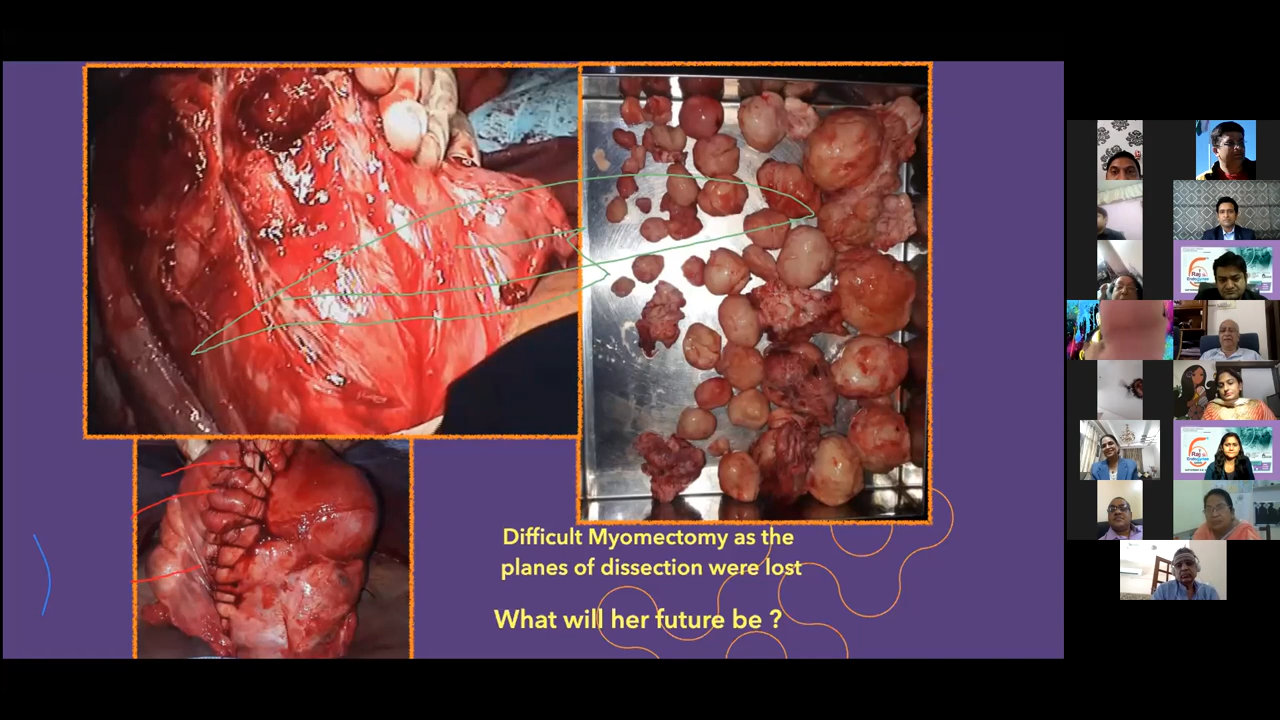 Difficult Myomectomy as the
planes of dissection were lost
What will her future be ?